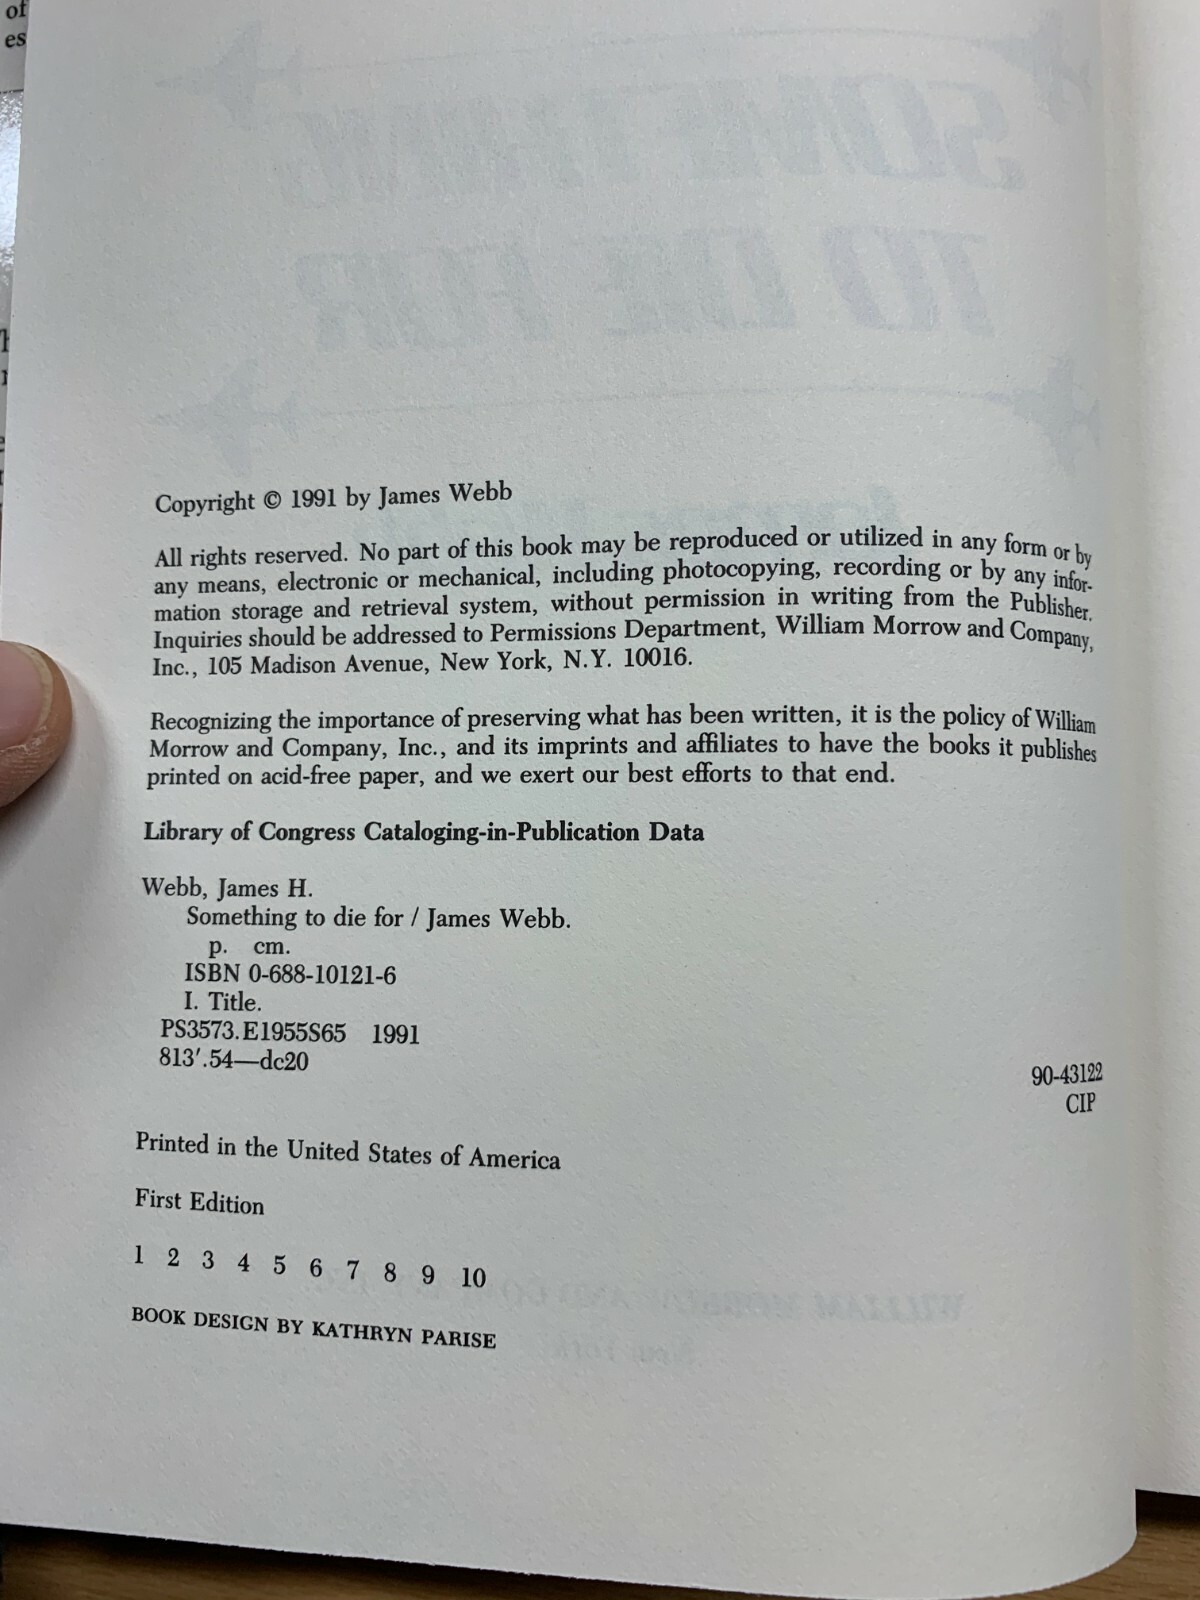 of
es
SOMETHING
TO DIE FOR
Copyright © 1991 by James Webb
All rights reserved. No part of this book may be reproduced or utilized in any form or by
any means, electronic or mechanical, including photocopying, recording or by any infor-
mation storage and retrieval system, without permission in writing from the Publisher.
Inquiries should be addressed to Permissions Department, William Morrow and Company,
Inc., 105 Madison Avenue, New York, N.Y. 10016.
Recognizing the importance of preserving what has been written, it is the policy of William
Morrow and Company, Inc., and its imprints and affiliates to have the books it publishes
printed on acid-free paper, and we exert our best efforts to that end.
Library of Congress Cataloging-in-Publication Data
Webb, James H.
Something to die for / James Webb.
p. cm.
ISBN 0-688-10121-6
I. Title.
PS3573.E1955S65 1991
813'.54—dc20
90-43122
CIP
Printed in the United States of America
First Edition
1 2 3 4 5 6 7 8 9 10
BOOK DESIGN BY KATHRYN PARISE